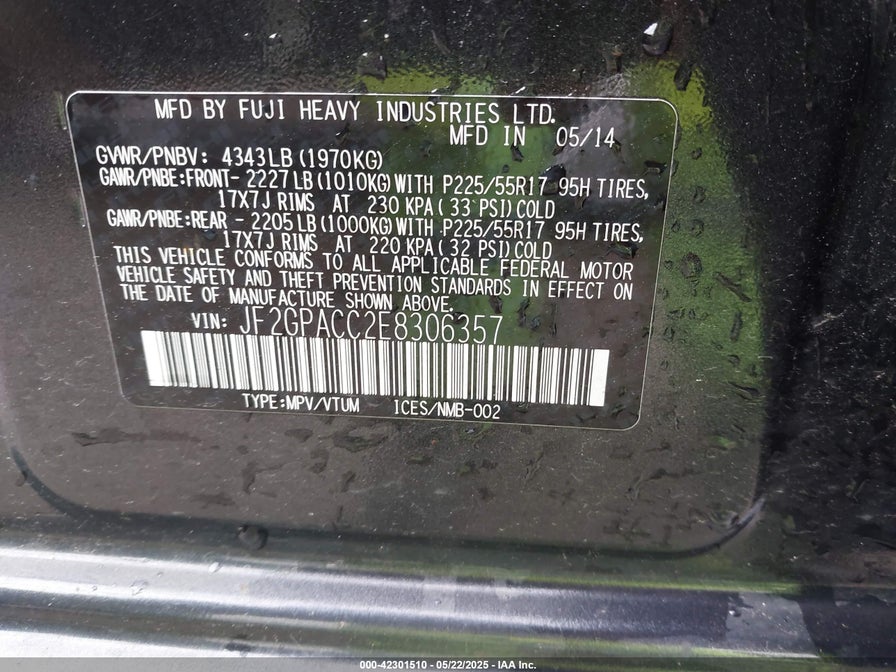 MFD BY FUJI HEAVY INDUSTRIES LTD.
MFD IN 05/14
GVWR/PNBV: 4343LB (1970KG)
GAWR/PNBE:FRONT- 2227LB (1010KG) WITH P225/55R17 95H TIRES,
17X7J RIMS AT 230 KPA (33 PSI) COLD
GAWR/PNBE:REAR - 2205LB (1000KG) WITH P225/55R17 95H TIRES,
17X7J RIMS AT 220 KPA (32 PSI) COLD
THIS VEHICLE CONFORMS TO ALL APPLICABLE FEDERAL MOTOR
VEHICLE SAFETY AND THEFT PREVENTION STANDARDS IN EFFECT ON
THE DATE OF MANUFACTURE SHOWN ABOVE.
VIN: JF2GPACC2E8306357
TYPE:MPV/VTUM ICES/NMB-002
000-42301510 - 05/22/2025 - IAA Inc.